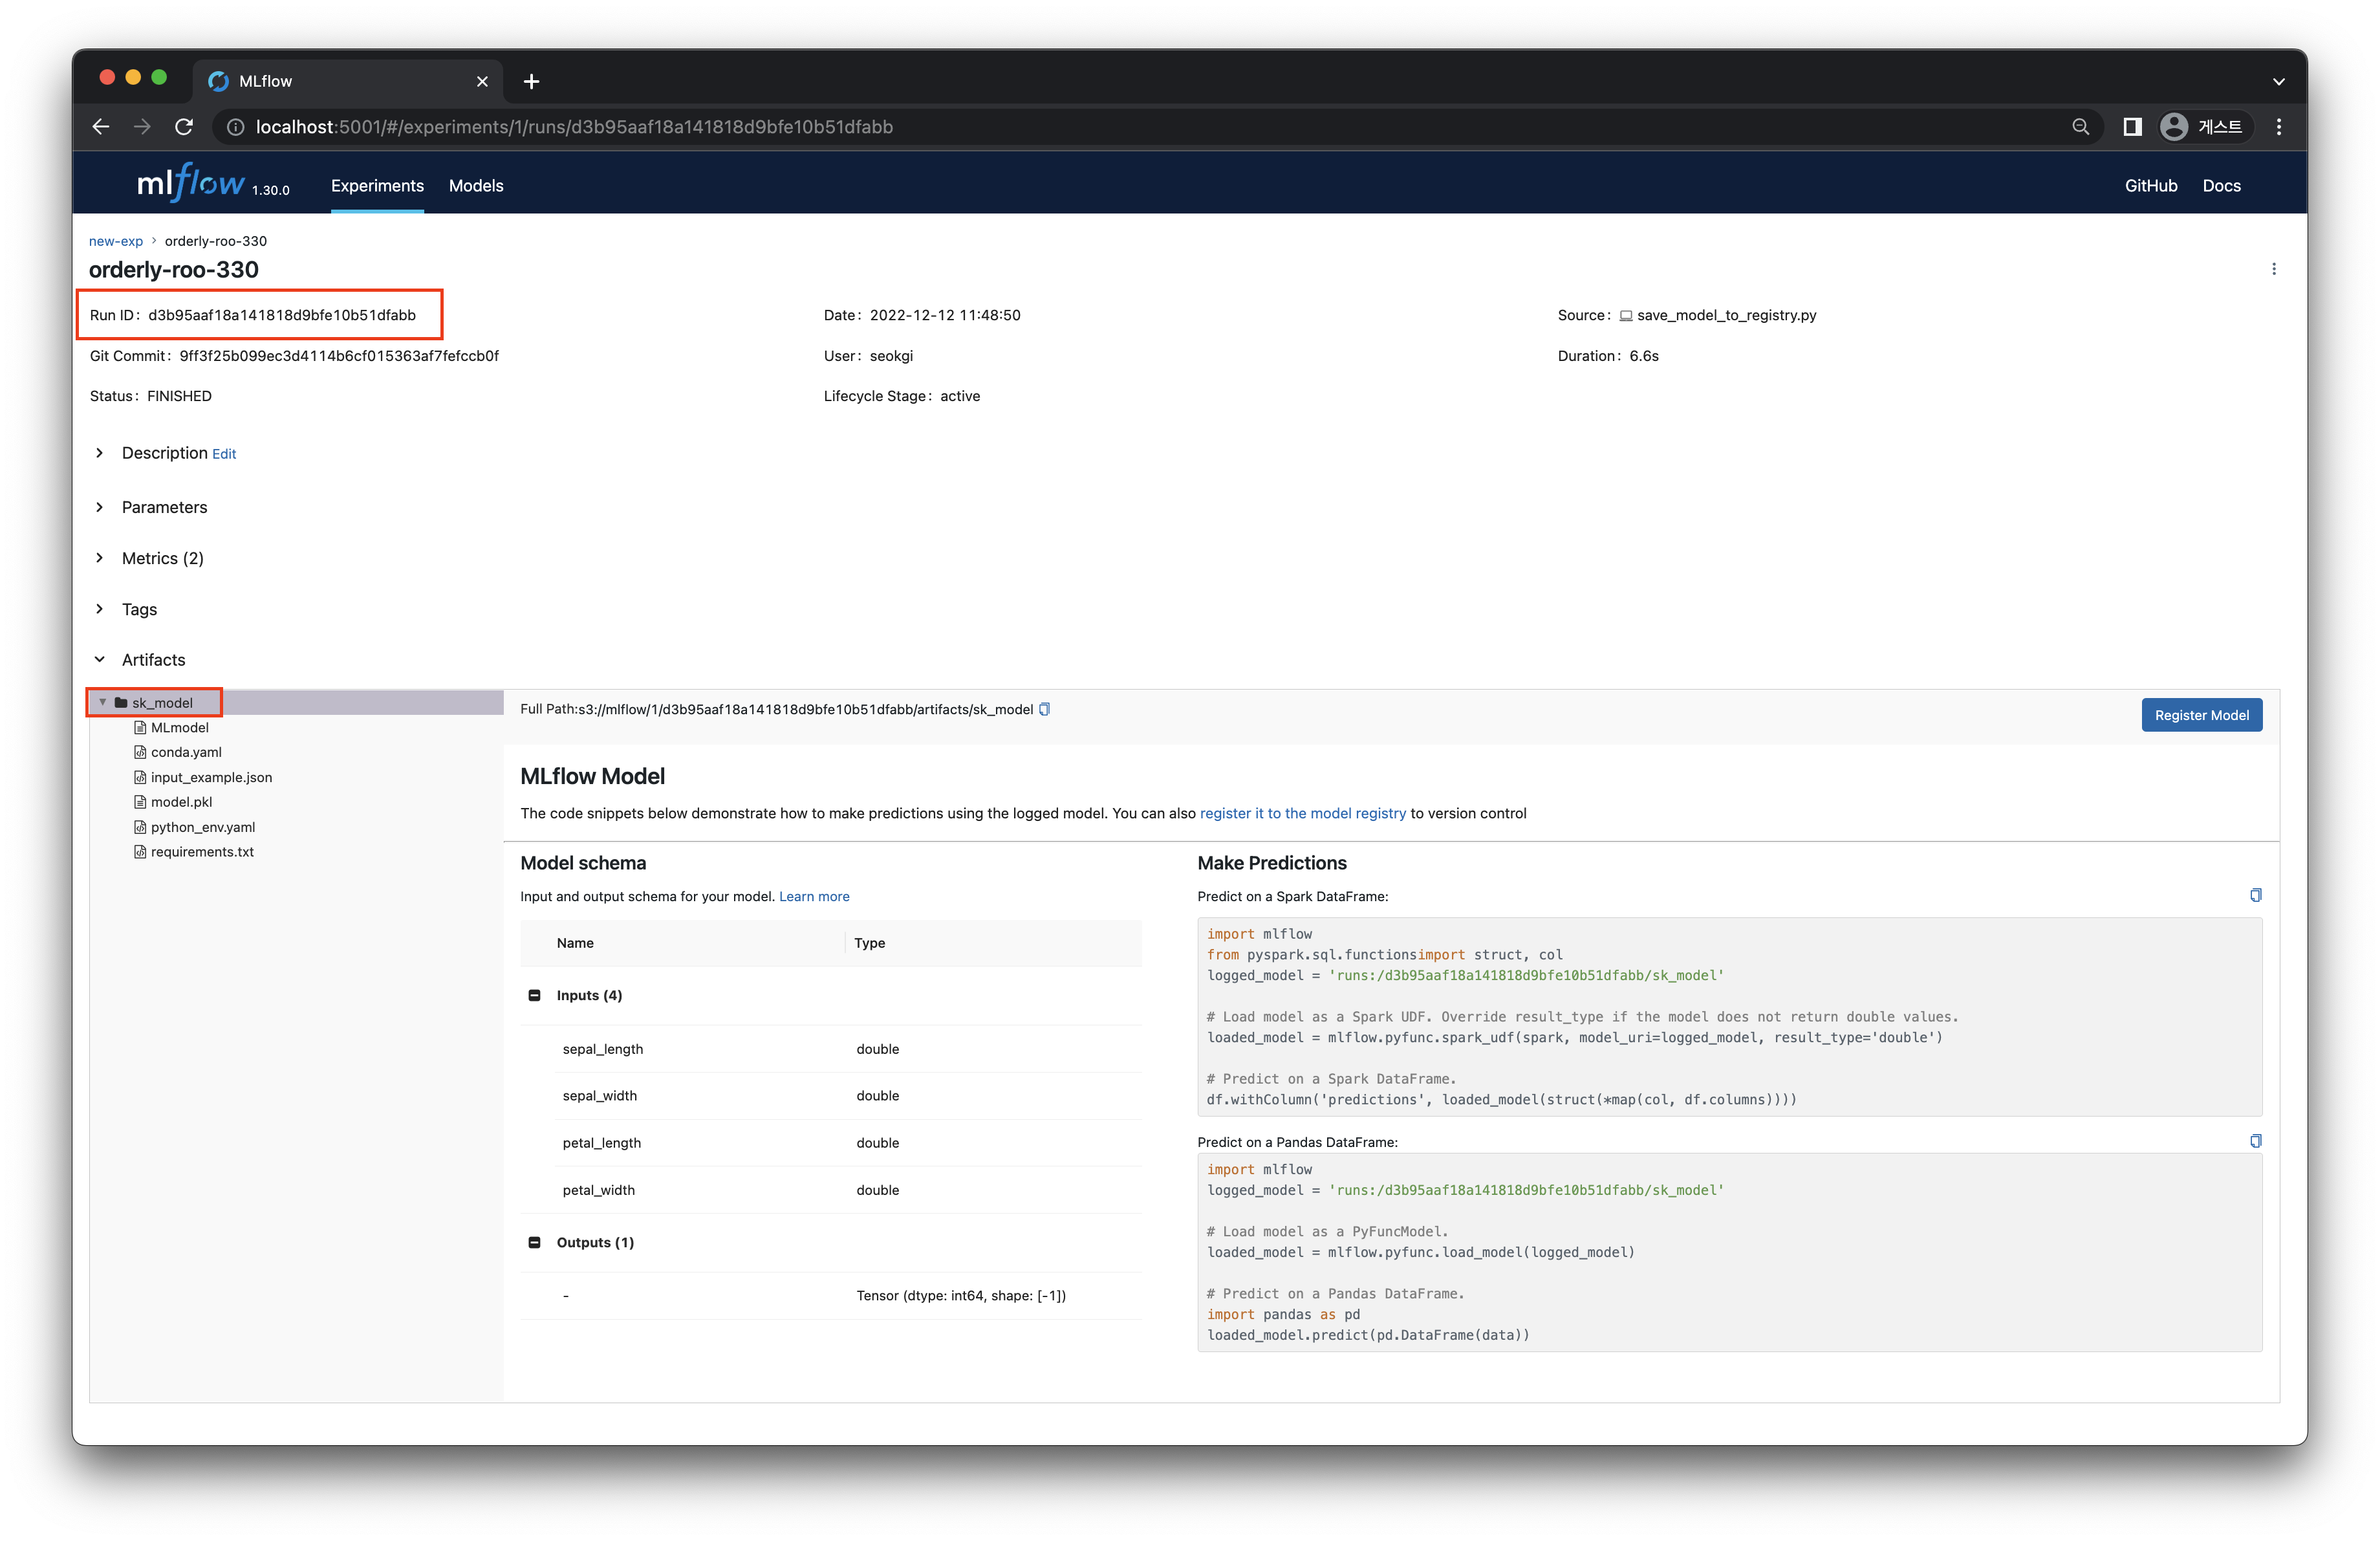 MLflow
localhost:5001/#/experiments/1/runs/d3b95aaf18a141818d9bfe10b51dfabb
게스트
mlflow 1.30.0 Experiments Models GitHub Docs
new-exp › orderly-roo-330
orderly-roo-330
Run ID: d3b95aaf18a141818d9bfe10b51dfabb Date: 2022-12-12 11:48:50 Source: save_model_to_registry.py
Git Commit: 9ff3f25b099ec3d4114b6cf015363af7fefccb0f User: seokgi Duration: 6.6s
Status: FINISHED Lifecycle Stage: active
Description Edit
Parameters
Metrics (2)
Tags
Artifacts
sk_model
MLmodel
conda.yaml
input_example.json
model.pkl
python_env.yaml
requirements.txt
Full Path:s3://mlflow/1/d3b95aaf18a141818d9bfe10b51dfabb/artifacts/sk_model
Register Model
MLflow Model
The code snippets below demonstrate how to make predictions using the logged model. You can also register it to the model registry to version control
Model schema
Input and output schema for your model. Learn more
Name Type
Inputs (4)
sepal_length double
sepal_width double
petal_length double
petal_width double
Outputs (1)
- Tensor (dtype: int64, shape: [-1])
Make Predictions
Predict on a Spark DataFrame:
import mlflow
from pyspark.sql.functionsimport struct, col
logged_model = 'runs:/d3b95aaf18a141818d9bfe10b51dfabb/sk_model'
# Load model as a Spark UDF. Override result_type if the model does not return double values.
loaded_model = mlflow.pyfunc.spark_udf(spark, model_uri=logged_model, result_type='double')
# Predict on a Spark DataFrame.
df.withColumn('predictions', loaded_model(struct(*map(col, df.columns))))
Predict on a Pandas DataFrame:
import mlflow
logged_model = 'runs:/d3b95aaf18a141818d9bfe10b51dfabb/sk_model'
# Load model as a PyFuncModel.
loaded_model = mlflow.pyfunc.load_model(logged_model)
# Predict on a Pandas DataFrame.
import pandas as pd
loaded_model.predict(pd.DataFrame(data))